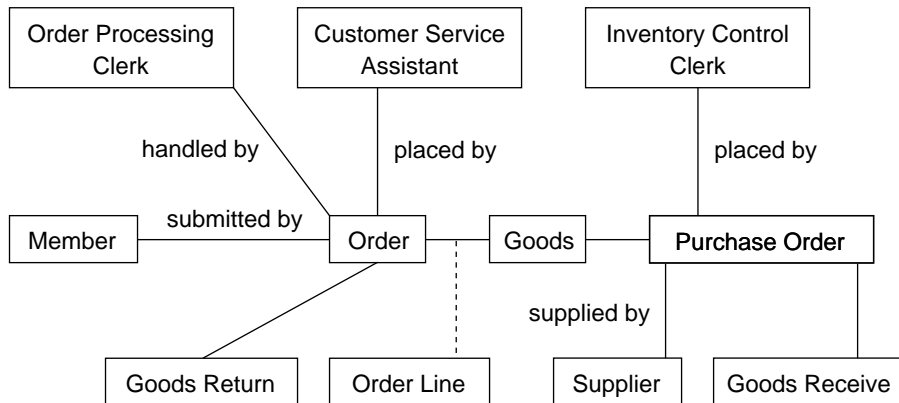 Order Processing
Clerk
Customer Service
Assistant
Inventory Control
Clerk
handled by
placed by
placed by
submitted by
Member
Order
Goods
Purchase Order
supplied by
Goods Return
Order Line
Supplier
Goods Receive